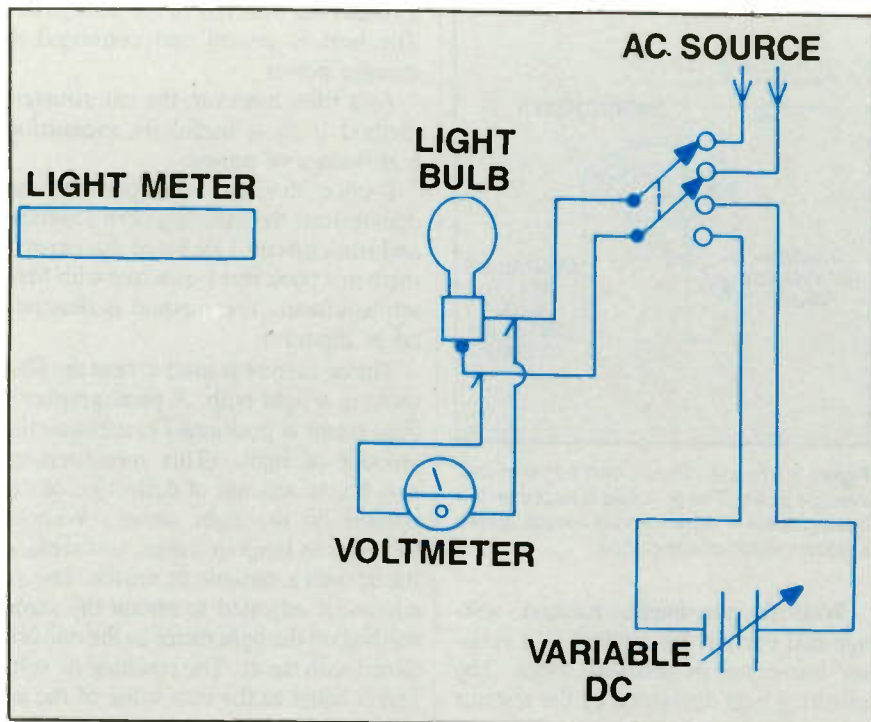 AC. SOURCE
LIGHT
BULB
LIGHT METER
VOLTMETER
VARIABLE
DC